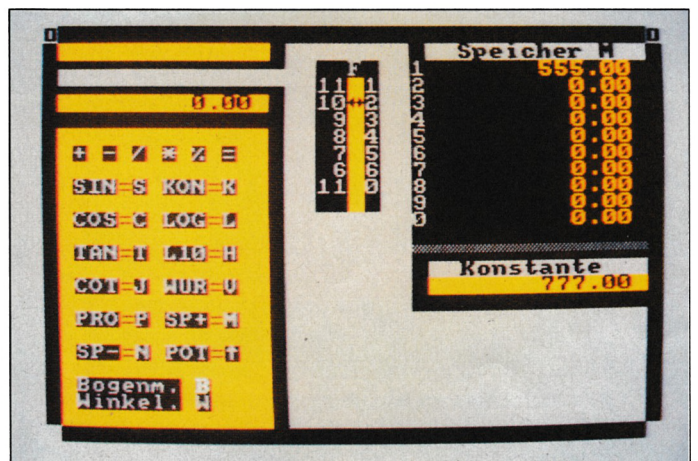 0.00
+ - / * % =
SIN=S KON=K
COS=C LOG=L
TAN=T L10=H
COT=J WUR=V
PRO=P SP+=M
SP-=N POT=↑
Bogenm. B
Winkel. W
F
11 1
10↔2
9 3
8 4
7 5
6 6
11 0
Speicher M
1 555.00
2 0.00
3 0.00
4 0.00
5 0.00
6 0.00
7 0.00
8 0.00
9 0.00
0 0.00
Konstante
777.00